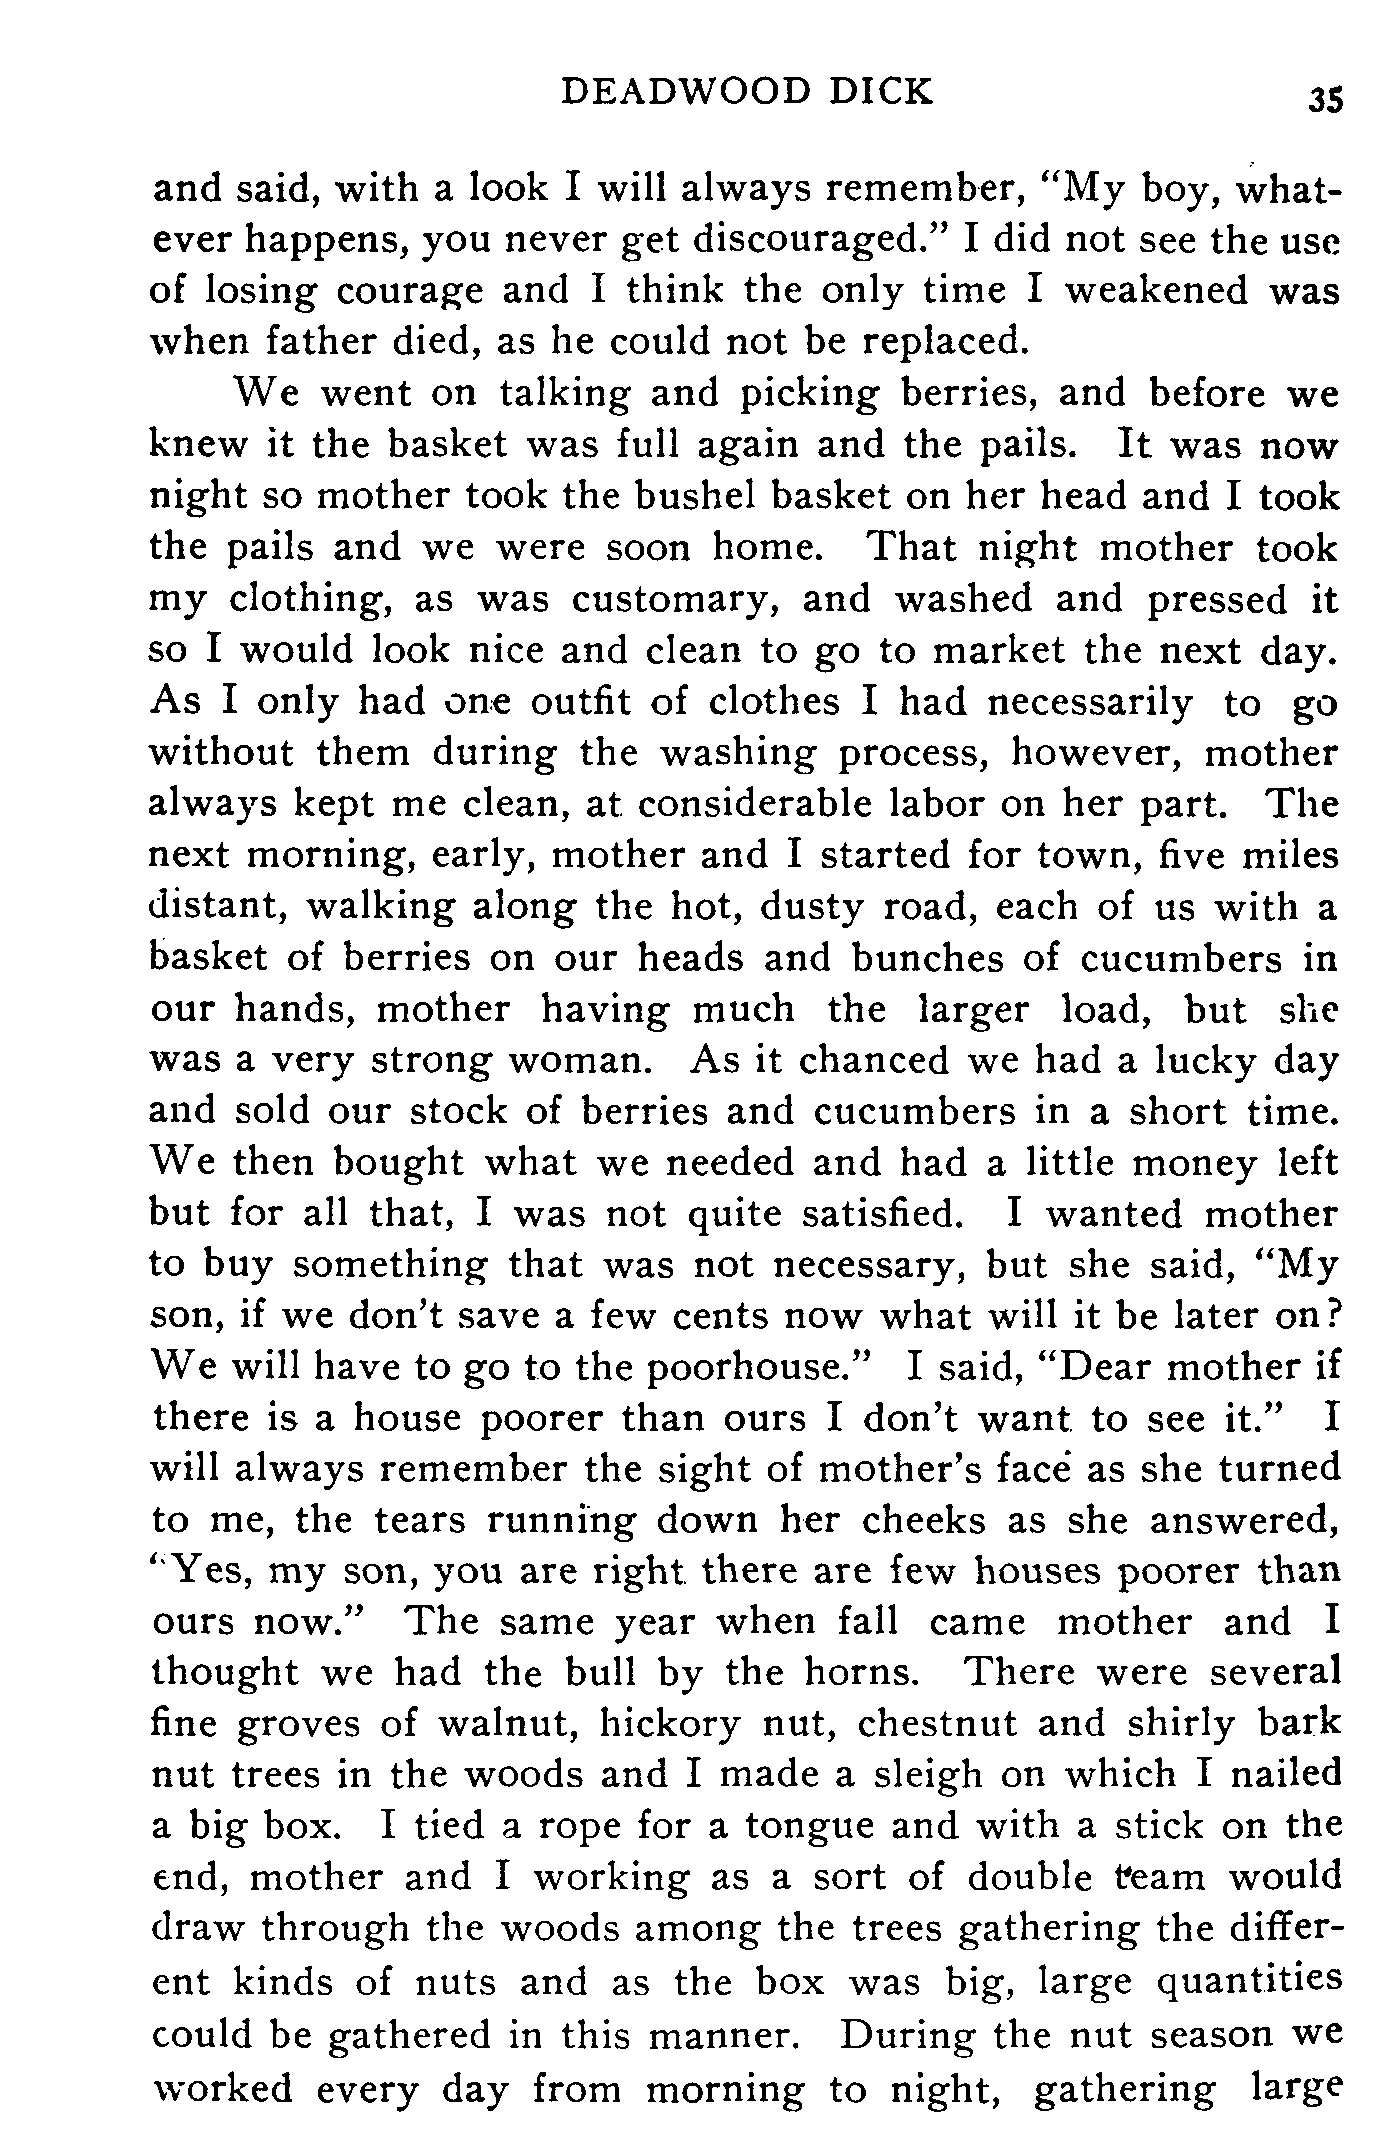 DEADWOOD DICK 35
and said, with a look I will always remember, “My boy, what-
ever happens, you never get discouraged.” I did not see the use
of losing courage and I think the only time I weakened was
when father died, as he could not be replaced.
We went on talking and picking berries, and before we
knew it the basket was full again and the pails. It was now
night so mother took the bushel basket on her head and I took
the pails and we were soon home. That night mother took
my clothing, as was customary, and washed and pressed it
so I would look nice and clean to go to market the next day.
As I only had one outfit of clothes I had necessarily to go
without them during the washing process, however, mother
always kept me clean, at considerable labor on her part. The
next morning, early, mother and I started for town, five miles
distant, walking along the hot, dusty road, each of us with a
basket of berries on our heads and bunches of cucumbers in
our hands, mother having much the larger load, but she
was a very strong woman. As it chanced we had a lucky day
and sold our stock of berries and cucumbers in a short time.
We then bought what we needed and had a little money left
but for all that, I was not quite satisfied. I wanted mother
to buy something that was not necessary, but she said, “My
son, if we don’t save a few cents now what will it be later on?
We will have to go to the poorhouse.” I said, “Dear mother if
there is a house poorer than ours I don’t want to see it.” I
will always remember the sight of mother’s face as she turned
to me, the tears running down her cheeks as she answered,
“Yes, my son, you are right there are few houses poorer than
ours now.” The same year when fall came mother and I
thought we had the bull by the horns. There were several
fine groves of walnut, hickory nut, chestnut and shirly bark
nut trees in the woods and I made a sleigh on which I nailed
a big box. I tied a rope for a tongue and with a stick on the
end, mother and I working as a sort of double team would
draw through the woods among the trees gathering the differ-
ent kinds of nuts and as the box was big, large quantities
could be gathered in this manner. During the nut season we
worked every day from morning to night, gathering large